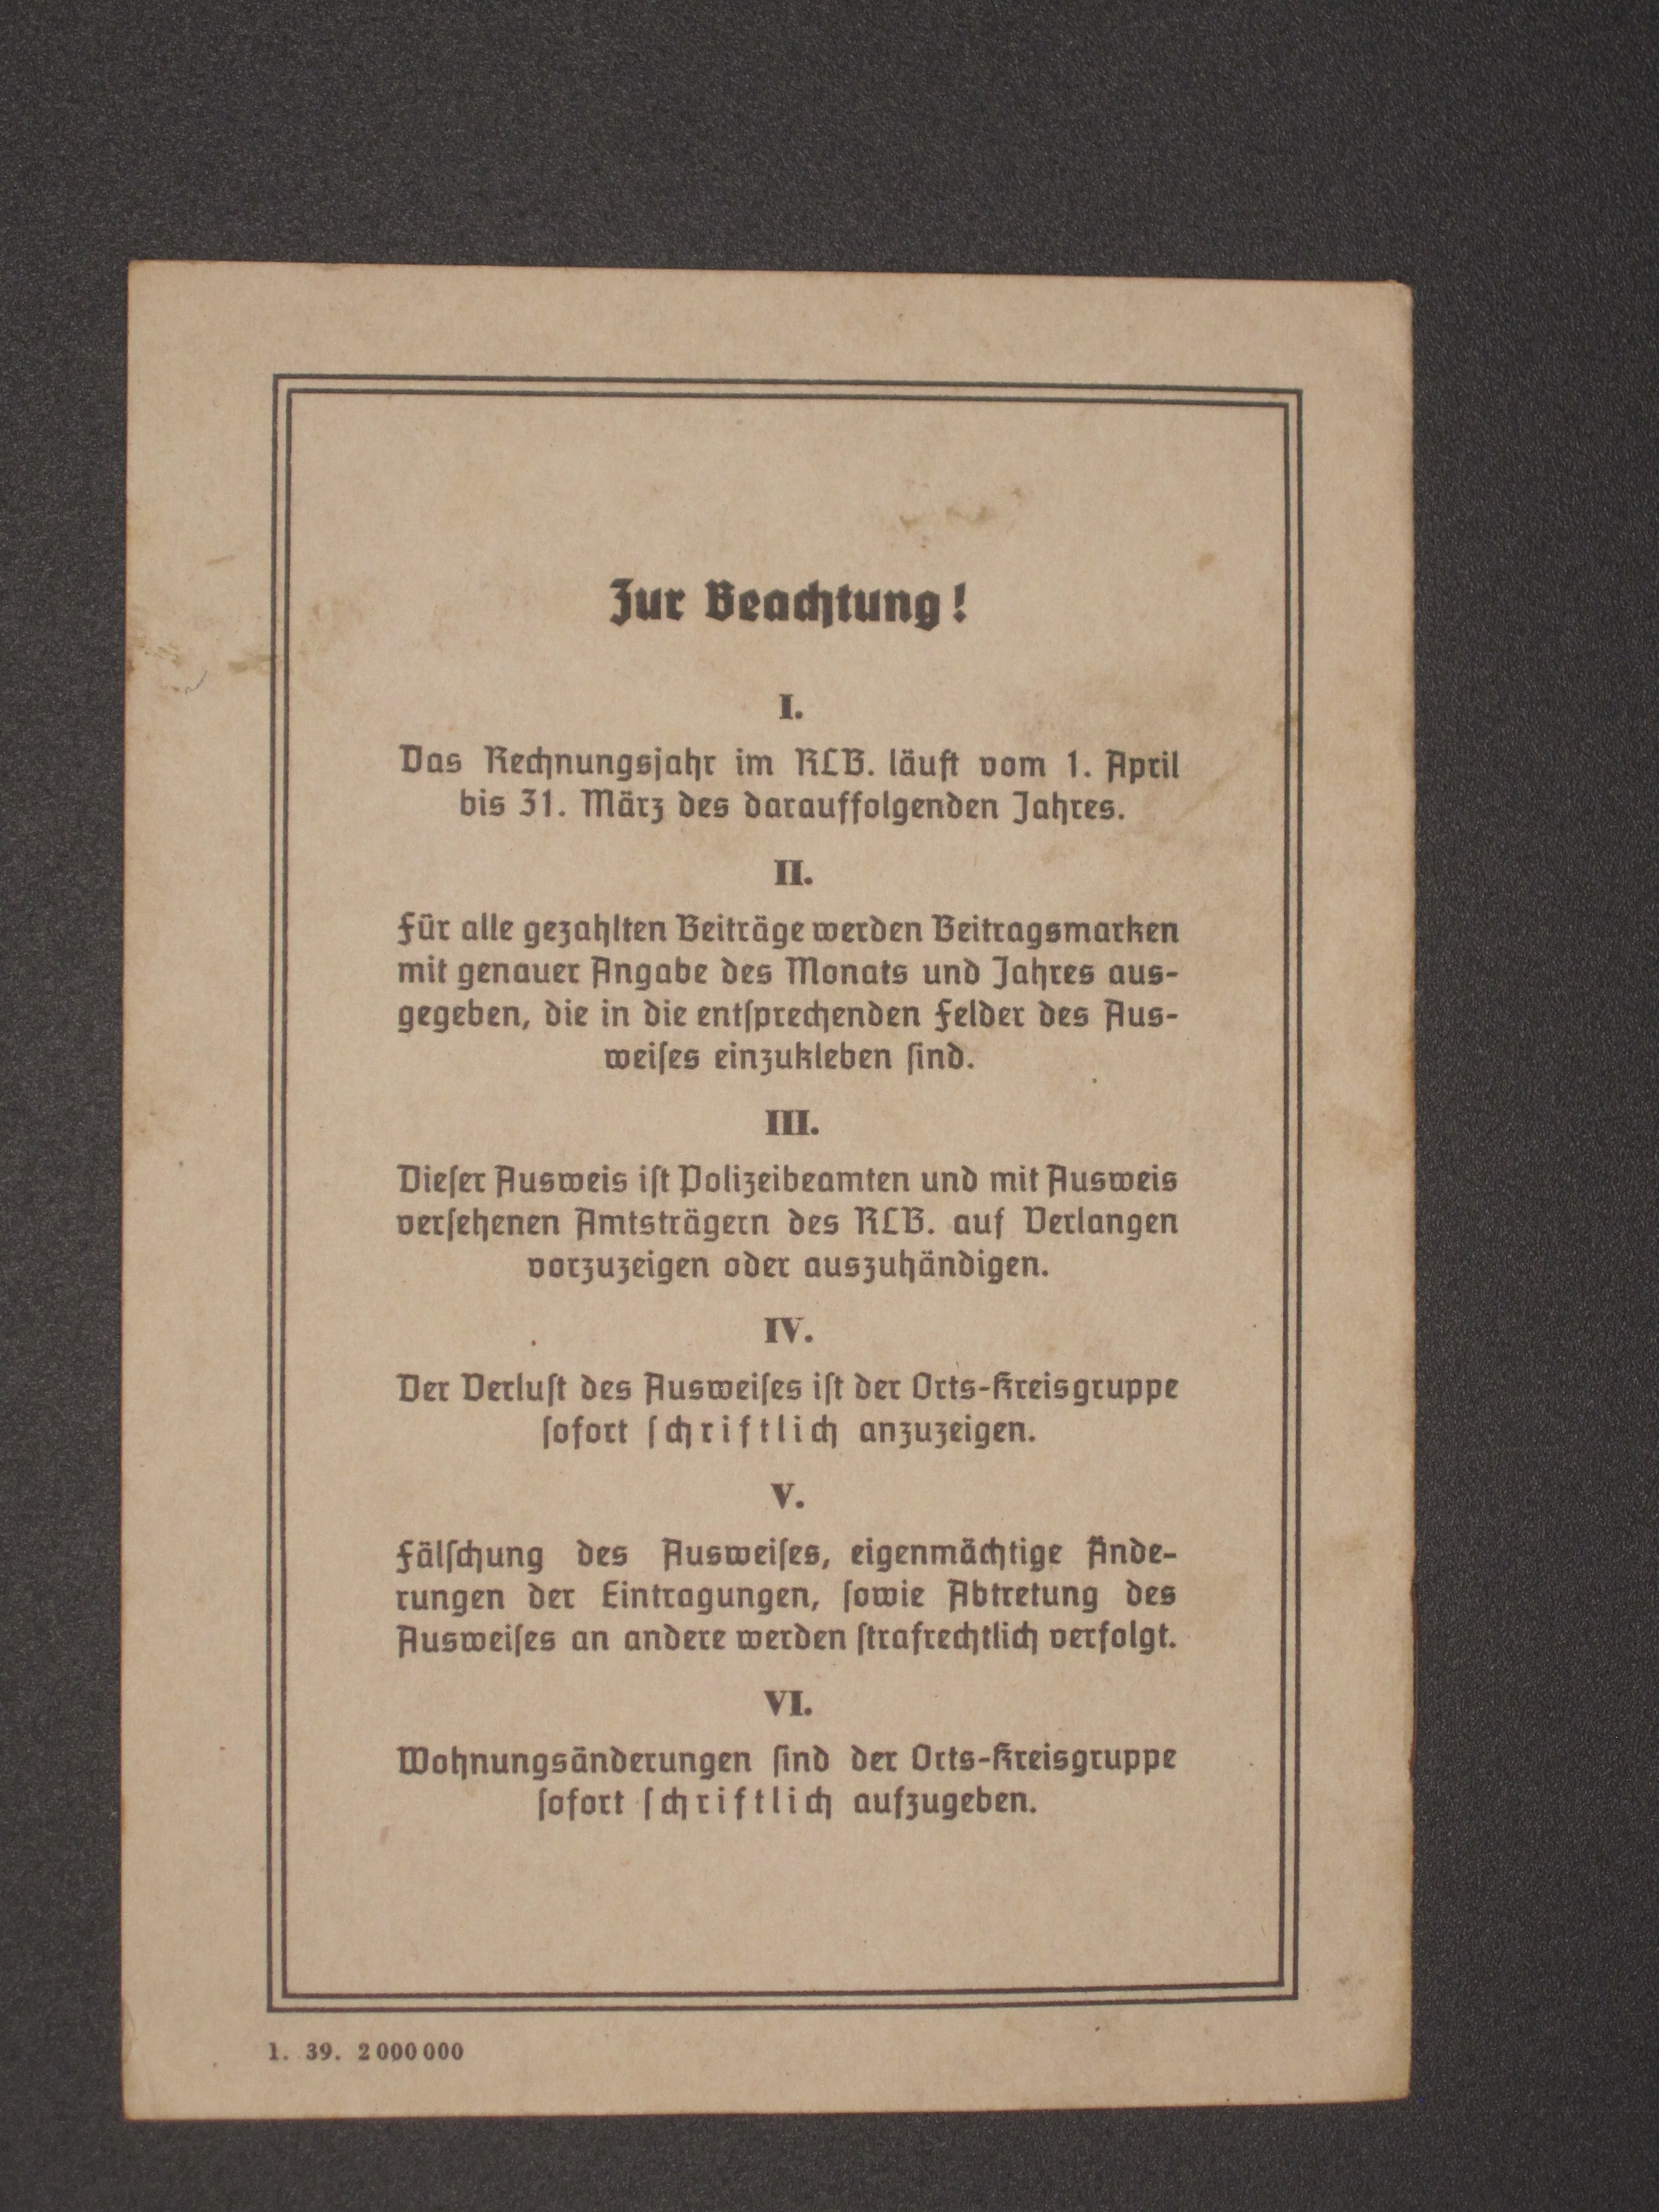 Zur Beachtung!
I.
Das Rechnungsjahr im RLB. läuft vom 1. April
bis 31. März des darauffolgenden Jahres.
II.
Für alle gezahlten Beiträge werden Beitragsmarken
mit genauer Angabe des Monats und Jahres aus-
gegeben, die in die entſprechenden Felder des Aus-
weiſes einzukleben ſind.
III.
Dieſer Ausweis iſt Polizeibeamten und mit Ausweis
verſehenen Amtsträgern des RLB. auf Verlangen
vorzuzeigen oder auszuhändigen.
IV.
Der Verluſt des Ausweiſes iſt der Orts-Kreisgruppe
ſofort ſchriftlich anzuzeigen.
V.
Fälſchung des Ausweiſes, eigenmächtige Ände-
rungen der Eintragungen, ſowie Abtretung des
Ausweiſes an andere werden ſtrafrechtlich verfolgt.
VI.
Wohnungsänderungen ſind der Orts-Kreisgruppe
ſofort ſchriftlich aufzugeben.
1. 39. 2000000